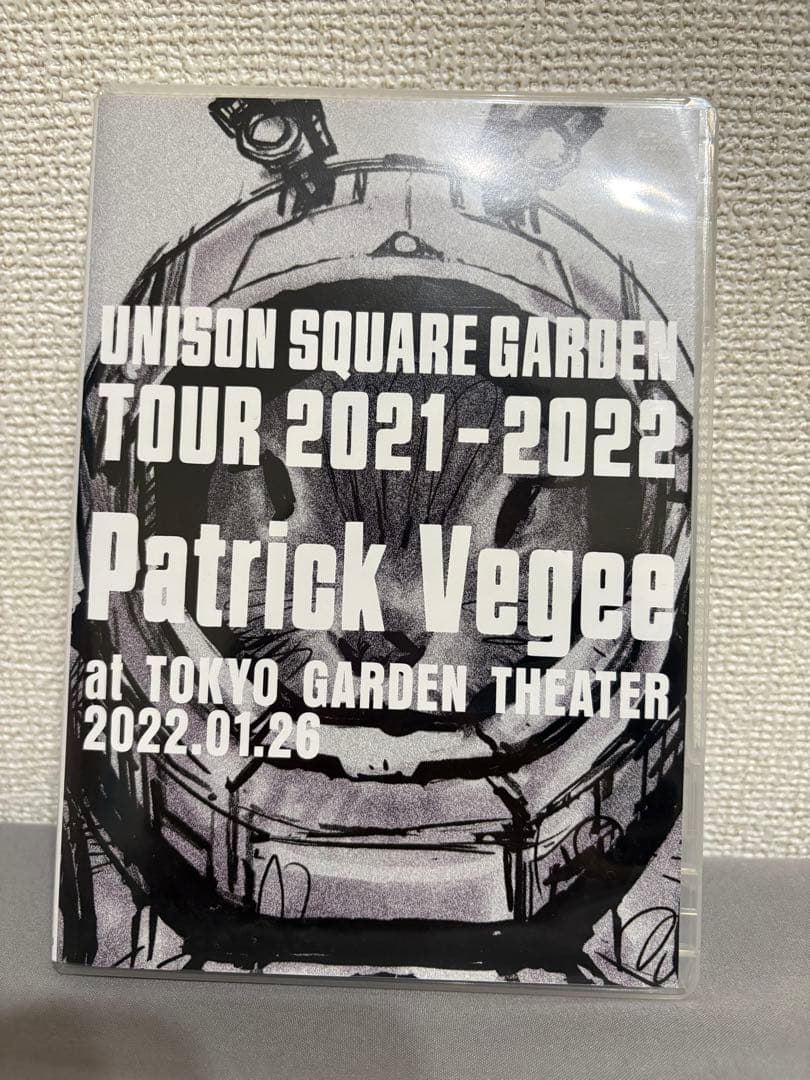 UNISON SQUARE GARDEN
TOUR 2021-2022
Patrick Vegee
at TOKYO GARDEN THEATER
2022.01.26